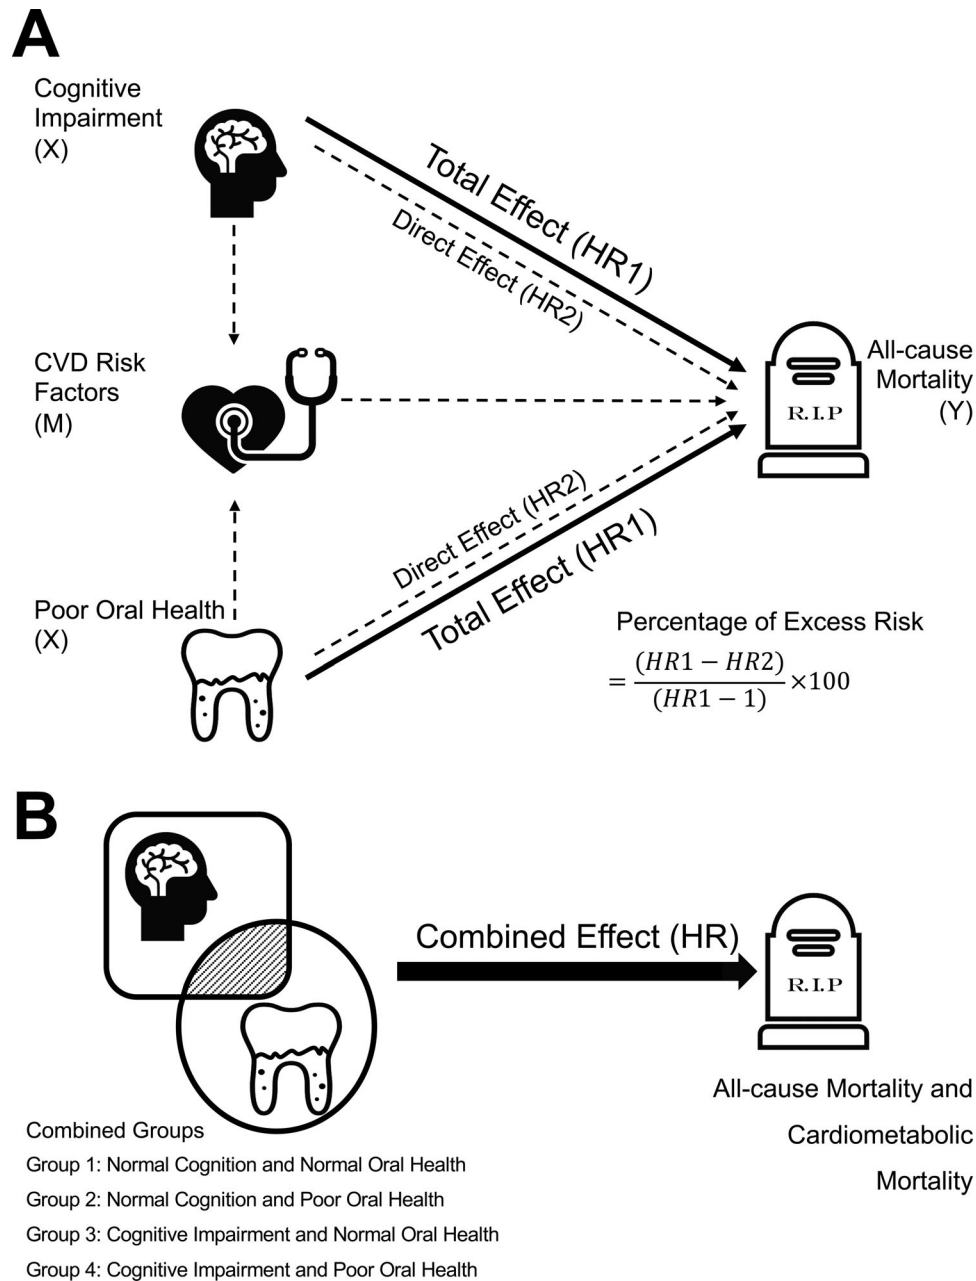 A
Cognitive
Impairment
(X)
Total Effect (HR1)
Direct Effect (HR2)
CVD Risk
Factors
(M)
All-cause
Mortality
(Y)
R.I.P
Direct Effect (HR2)
Total Effect (HR1)
Poor Oral Health
(X)
Percentage of Excess Risk
= (HR1 − HR2) / (HR1 − 1) ×100
B
Combined Effect (HR)
R.I.P
All-cause Mortality and
Cardiometabolic
Mortality
Combined Groups
Group 1: Normal Cognition and Normal Oral Health
Group 2: Normal Cognition and Poor Oral Health
Group 3: Cognitive Impairment and Normal Oral Health
Group 4: Cognitive Impairment and Poor Oral Health